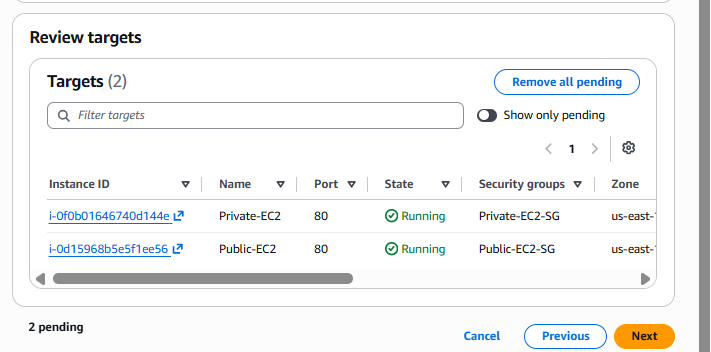 Review targets
Targets (2)
Remove all pending
Filter targets
Show only pending
1
Instance ID Name Port State Security groups Zone
i-0f0b01646740d144e Private-EC2 80 Running Private-EC2-SG us-east-1
i-0d15968b5e5f1ee56 Public-EC2 80 Running Public-EC2-SG us-east-1
2 pending
Cancel Previous Next